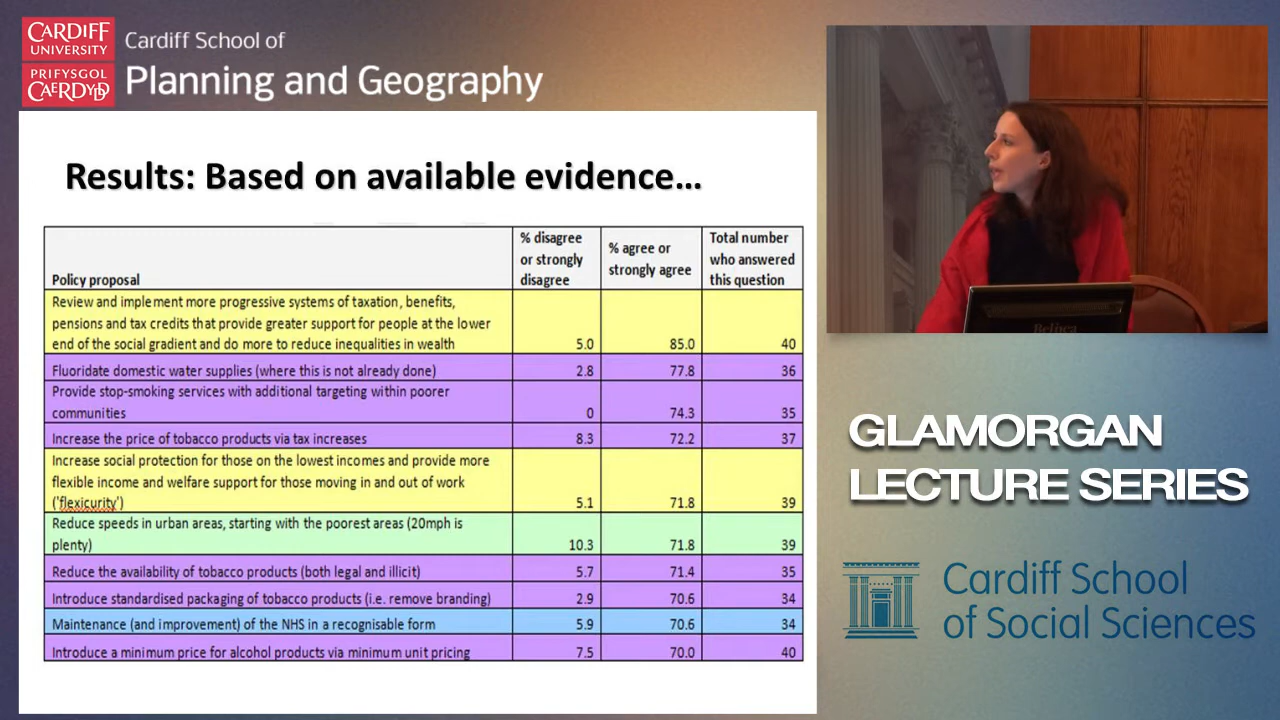 CARDIFF
UNIVERSITY
PRIFYSGOL
CAERDYDD
Cardiff School of
Planning and Geography
Results: Based on available evidence...
Policy proposal
% disagree
or strongly
disagree
% agree or
strongly agree
Total number
who answered
this question
Review and implement more progressive systems of taxation, benefits,
pensions and tax credits that provide greater support for people at the lower
end of the social gradient and do more to reduce inequalities in wealth 5.0 85.0 40
Fluoridate domestic water supplies (where this is not already done) 2.8 77.8 36
Provide stop-smoking services with additional targeting within poorer
communities 0 74.3 35
Increase the price of tobacco products via tax increases 8.3 72.2 37
Increase social protection for those on the lowest incomes and provide more
flexible income and welfare support for those moving in and out of work
('flexicurity') 5.1 71.8 39
Reduce speeds in urban areas, starting with the poorest areas (20mph is
plenty) 10.3 71.8 39
Reduce the availability of tobacco products (both legal and illicit) 5.7 71.4 35
Introduce standardised packaging of tobacco products (i.e. remove branding) 2.9 70.6 34
Maintenance (and improvement) of the NHS in a recognisable form 5.9 70.6 34
Introduce a minimum price for alcohol products via minimum unit pricing 7.5 70.0 40
GLAMORGAN
LECTURE SERIES
Cardiff School
of Social Sciences